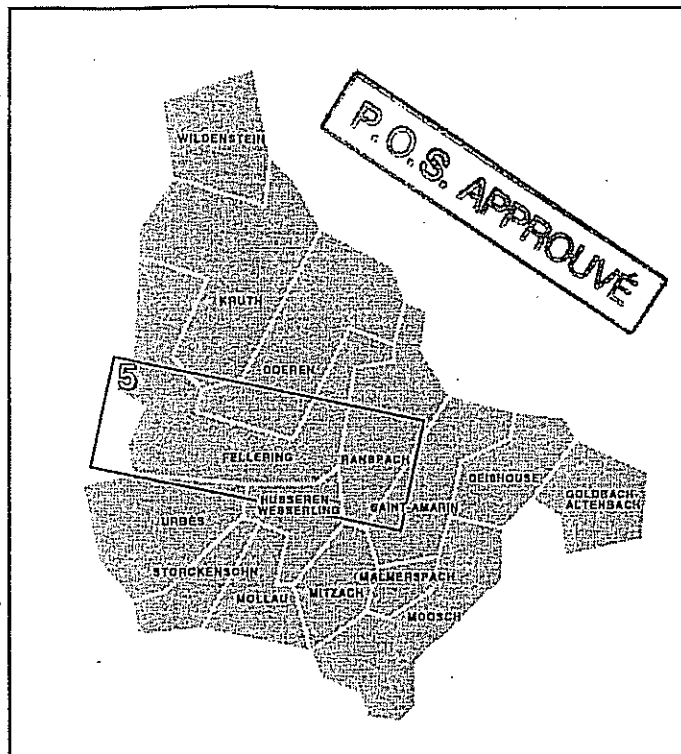 WILDENSTEIN
P.O.S. APPROUVÉ
KRUTH
ODEREN
5
FELLERING
RANSPACH
GEISHOUSE
GOLDBACH-
ALTENBACH
HUSSEREN
WESSERLING
SAINT-AMARIN
URBÈS
STORCKENSOHN
MALMERSPACH
MOLLAU
MITZACH
MOOSCH